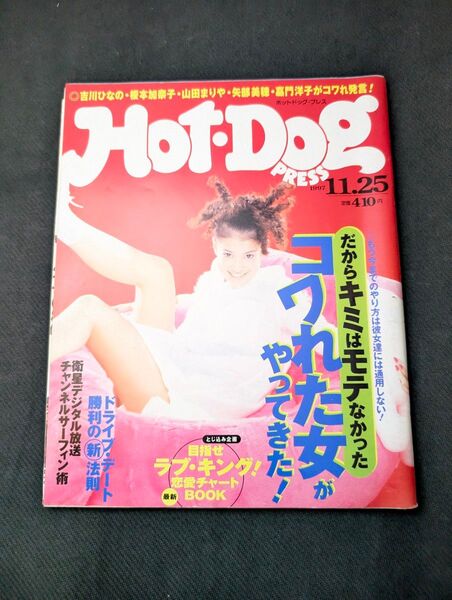 ◎吉川ひなの・榎本加奈子・山田まりや・矢部美穂・嘉門洋子がコワれ発言!
ホットドッグ・プレス
Hot・Dog
PRESS
1997 11.25
定価410円
もう今までのやり方は彼女達には通用しない!
だからキミはモテなかった
コワれた女が
やってきた!
ドライブ・デート
勝利の新法則
衛星デジタル放送
チャンネルサーフィン術
とじ込み企画
目指せ
ラブ・キング!
恋愛チャート
最新 BOOK